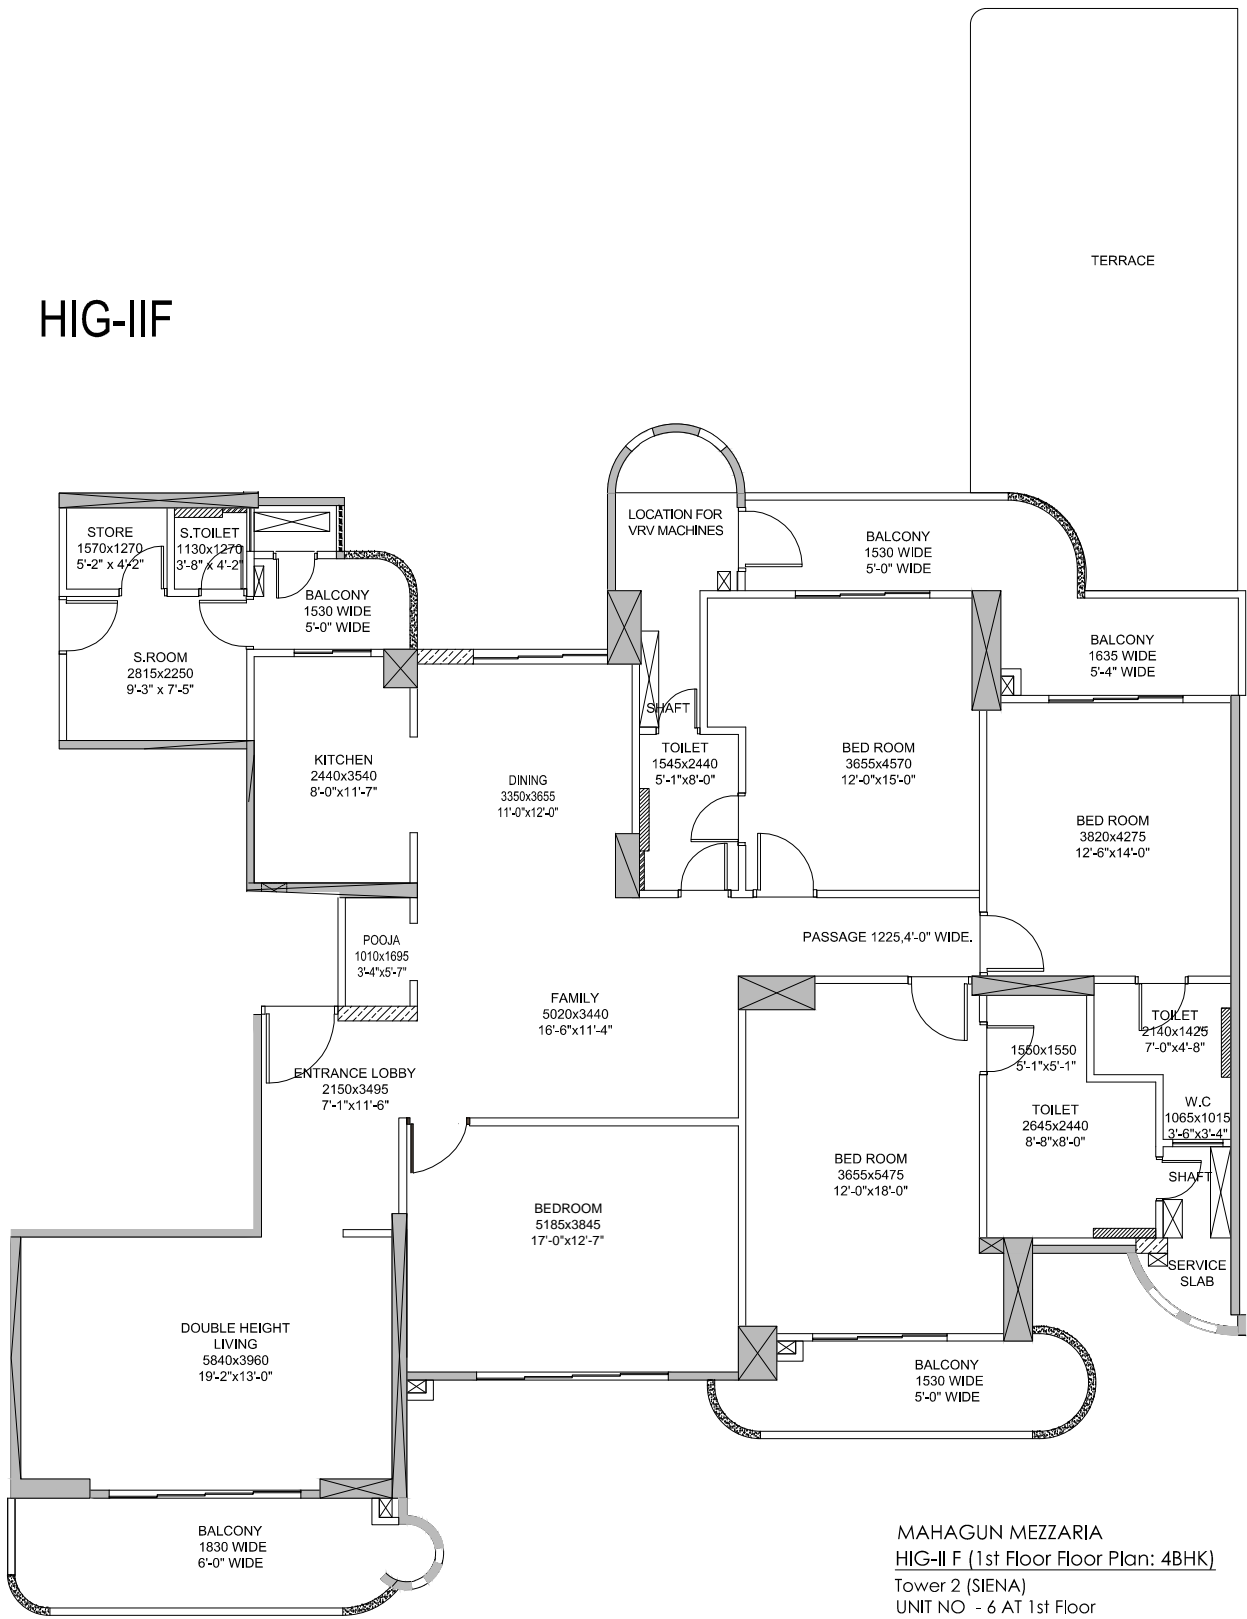 TERRACE
HIG-IIF
LOCATION FOR
VRV MACHINES
STORE
1570x1270
5'-2" x 4'-2"
S.TOILET
1130x1270
3'-8" x 4'-2"
BALCONY
1530 WIDE
5'-0" WIDE
BALCONY
1530 WIDE
5'-0" WIDE
BALCONY
1635 WIDE
5'-4" WIDE
S.ROOM
2815x2250
9'-3" x 7'-5"
SHAFT
KITCHEN
2440x3540
8'-0"x11'-7"
DINING
3350x3655
11'-0"x12'-0"
TOILET
1545x2440
5'-1"x8'-0"
BED ROOM
3655x4570
12'-0"x15'-0"
BED ROOM
3820x4275
12'-6"x14'-0"
POOJA
1010x1695
3'-4"x5'-7"
PASSAGE 1225,4'-0" WIDE.
FAMILY
5020x3440
16'-6"x11'-4"
TOILET
2140x1425
7'-0"x4'-8"
1550x1550
5'-1"x5'-1"
ENTRANCE LOBBY
2150x3495
7'-1"x11'-6"
TOILET
2645x2440
8'-8"x8'-0"
W.C
1065x1015
3'-6"x3'-4"
BED ROOM
3655x5475
12'-0"x18'-0"
SHAFT
BEDROOM
5185x3845
17'-0"x12'-7"
SERVICE
SLAB
DOUBLE HEIGHT
LIVING
5840x3960
19'-2"x13'-0"
BALCONY
1530 WIDE
5'-0" WIDE
BALCONY
1830 WIDE
6'-0" WIDE
MAHAGUN MEZZARIA
HIG-II F (1st Floor Floor Plan: 4BHK)
Tower 2 (SIENA)
UNIT NO - 6 AT 1st Floor